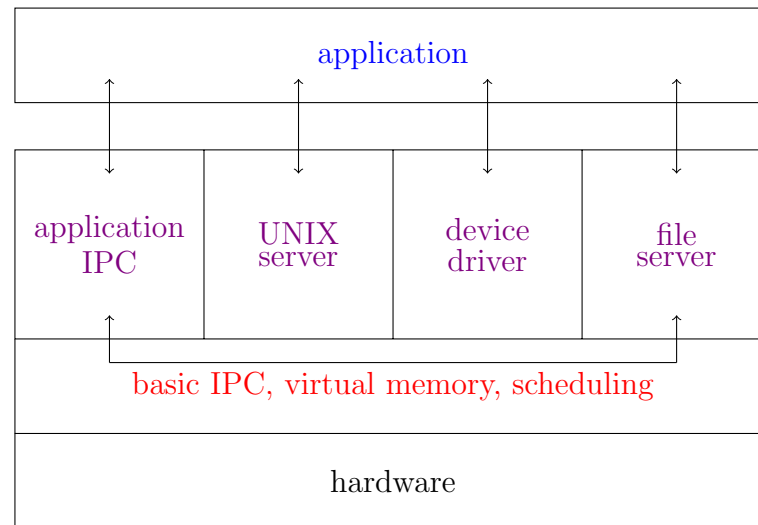 application
application
IPC
UNIX
server
device
driver
file
server
basic IPC, virtual memory, scheduling
hardware